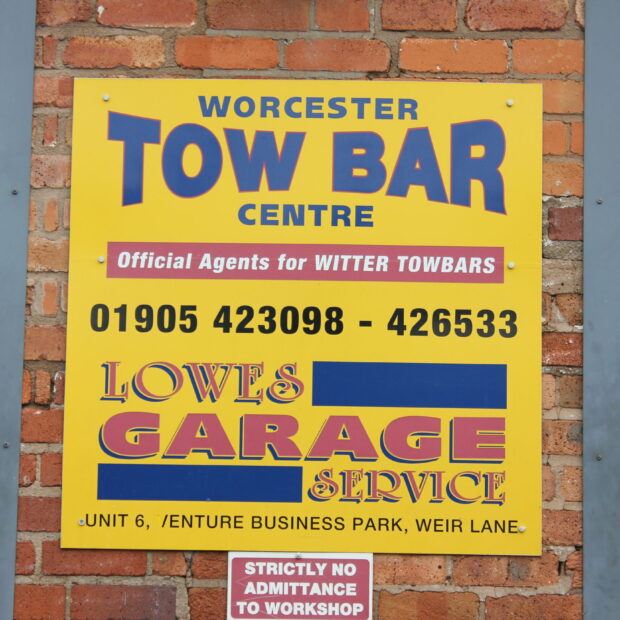 WORCESTER
TOW BAR
CENTRE
Official Agents for WITTER TOWBARS
01905 423098 - 426533
LOWES
GARAGE
SERVICE
UNIT 6, VENTURE BUSINESS PARK, WEIR LANE
STRICTLY NO
ADMITTANCE
TO WORKSHOP